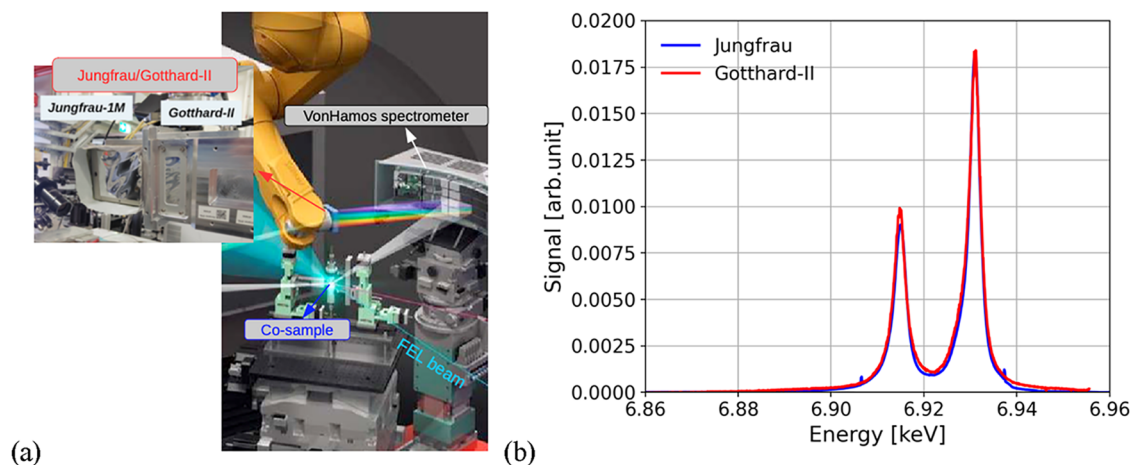 (a)
Jungfrau/Gotthard-II
Jungfrau-1M
Gotthard-II
VonHamos spectrometer
Co-sample
FEL beam
(b)
Jungfrau
Gotthard-II
Signal [arb.unit]
0.0200
0.0175
0.0150
0.0125
0.0100
0.0075
0.0050
0.0025
0.0000
6.86
6.88
6.90
6.92
6.94
6.96
Energy [keV]